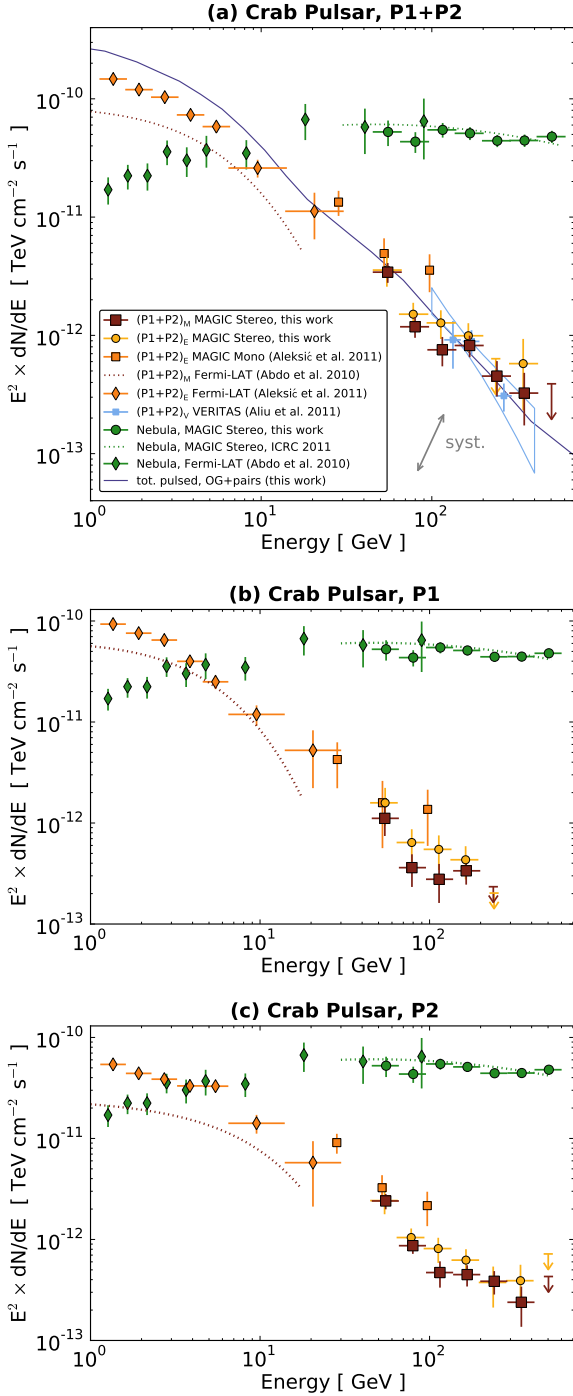 (a) Crab Pulsar, P1+P2
E² × dN/dE [ TeV cm⁻² s⁻¹ ]
10⁻¹⁰
10⁻¹¹
10⁻¹²
10⁻¹³
(P1+P2)M MAGIC Stereo, this work
(P1+P2)E MAGIC Stereo, this work
(P1+P2)E MAGIC Mono (Aleksić et al. 2011)
(P1+P2)M Fermi-LAT (Abdo et al. 2010)
(P1+P2)E Fermi-LAT (Aleksić et al. 2011)
(P1+P2)V VERITAS (Aliu et al. 2011)
Nebula, MAGIC Stereo, this work
Nebula, MAGIC Stereo, ICRC 2011
Nebula, Fermi-LAT (Abdo et al. 2010)
tot. pulsed, OG+pairs (this work)
syst.
10⁰ 10¹ 10²
Energy [ GeV ]
(b) Crab Pulsar, P1
E² × dN/dE [ TeV cm⁻² s⁻¹ ]
10⁻¹⁰
10⁻¹¹
10⁻¹²
10⁻¹³
10⁰ 10¹ 10²
Energy [ GeV ]
(c) Crab Pulsar, P2
E² × dN/dE [ TeV cm⁻² s⁻¹ ]
10⁻¹⁰
10⁻¹¹
10⁻¹²
10⁻¹³
10⁰ 10¹ 10²
Energy [ GeV ]